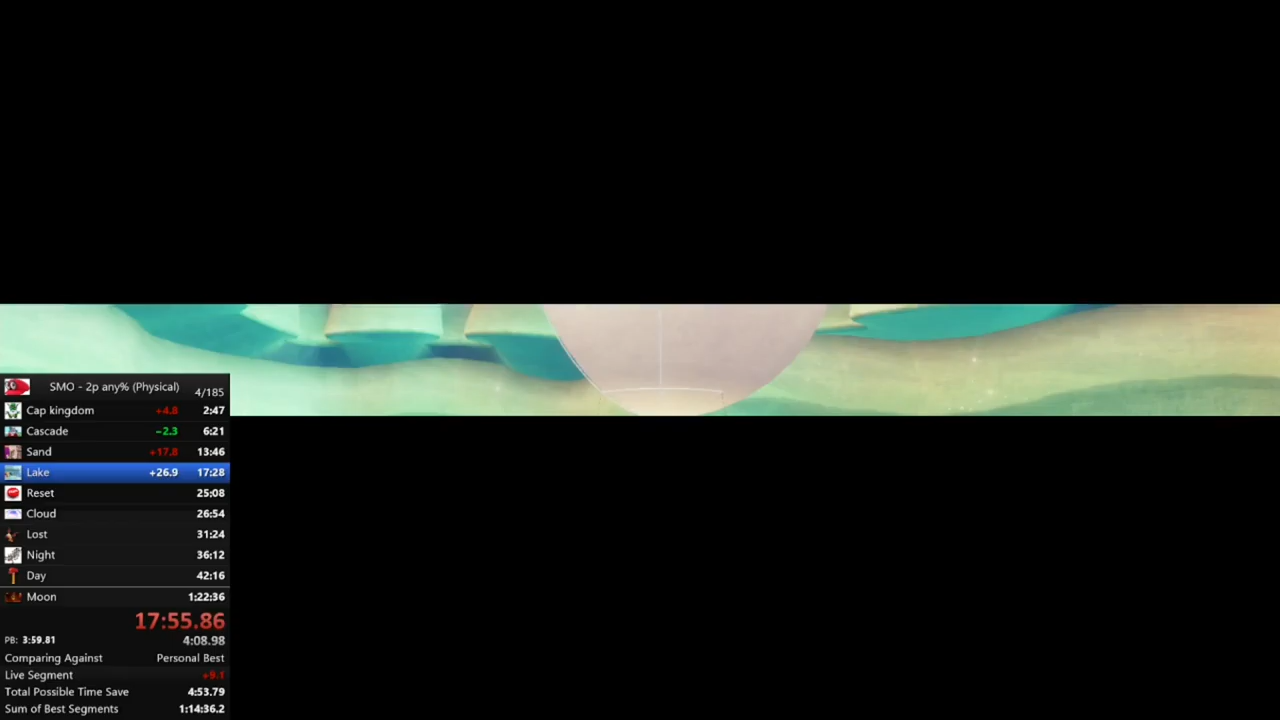 SMO - 2p any% (Physical)
4/185
Cap kingdom +4.8 2:47
Cascade −2.3 6:21
Sand +17.8 13:46
Lake +26.9 17:28
Reset 25:08
Cloud 26:54
Lost 31:24
Night 36:12
Day 42:16
Moon 1:22:36
17:55.86
PB: 3:59.81 4:08.98
Comparing Against Personal Best
Live Segment +9.1
Total Possible Time Save 4:53.79
Sum of Best Segments 1:14:36.2